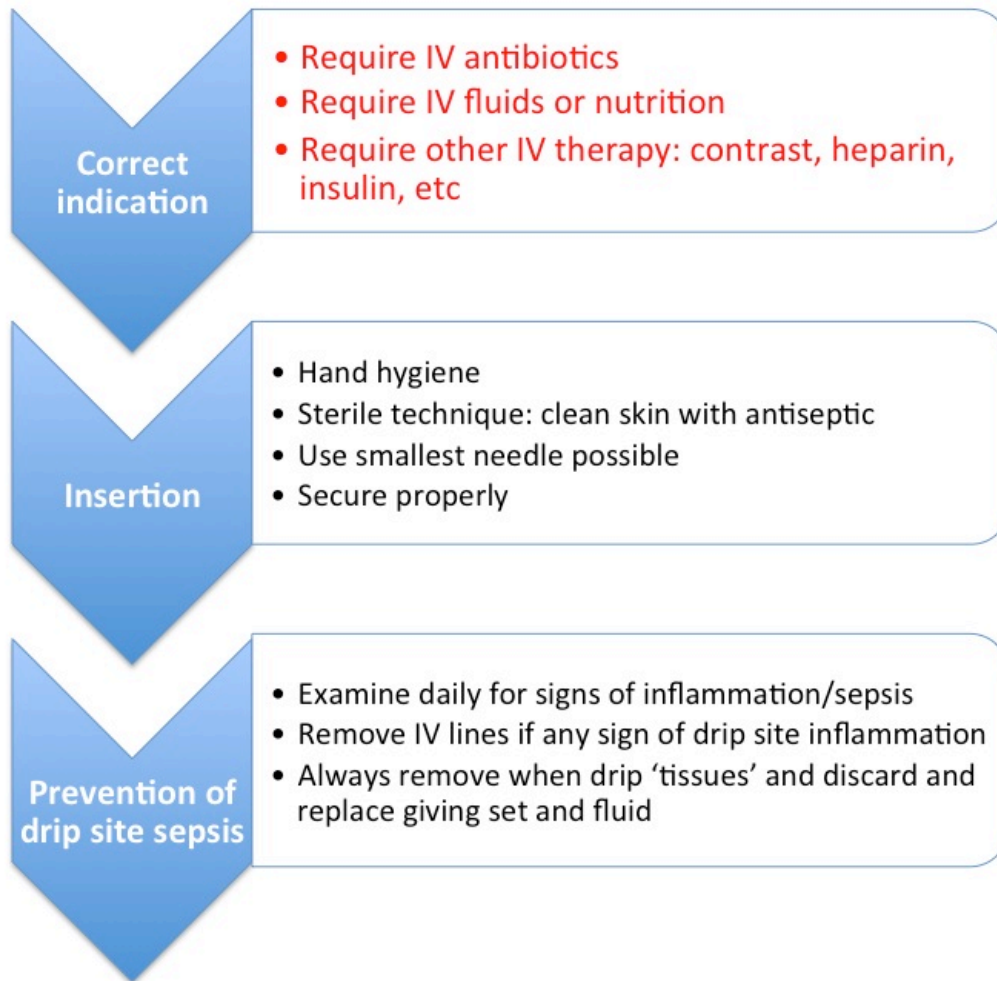 Correct
indication
• Require IV antibiotics
• Require IV fluids or nutrition
• Require other IV therapy: contrast, heparin,
insulin, etc
Insertion
• Hand hygiene
• Sterile technique: clean skin with antiseptic
• Use smallest needle possible
• Secure properly
Prevention of
drip site sepsis
• Examine daily for signs of inflammation/sepsis
• Remove IV lines if any sign of drip site inflammation
• Always remove when drip ‘tissues’ and discard and
replace giving set and fluid